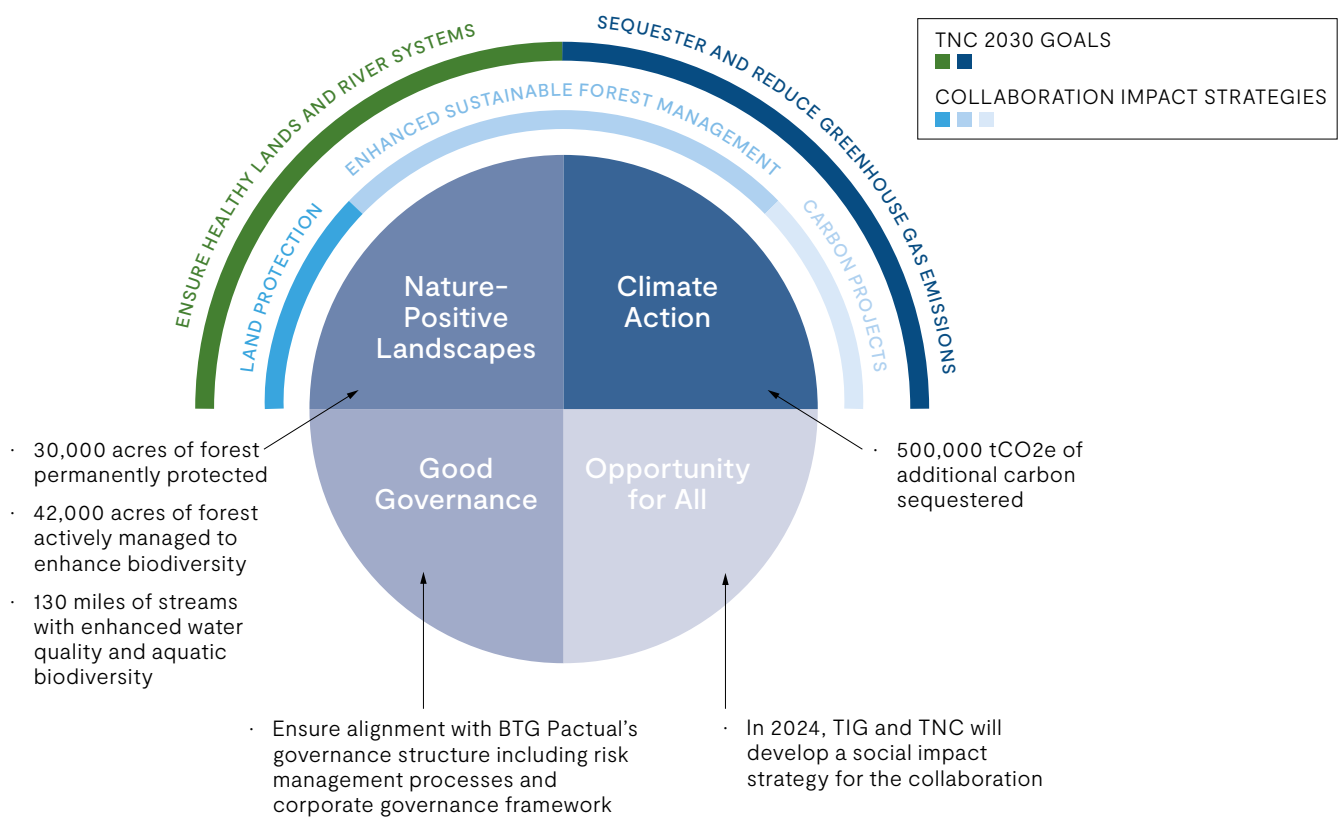 ENSURE HEALTHY LANDS AND RIVER SYSTEMS
SEQUESTER AND REDUCE GREENHOUSE GAS EMISSIONS
LAND PROTECTION
ENHANCED SUSTAINABLE FOREST MANAGEMENT
CARBON PROJECTS
TNC 2030 GOALS
COLLABORATION IMPACT STRATEGIES
Nature-
Positive
Landscapes
Climate
Action
Good
Governance
Opportunity
for All
· 30,000 acres of forest
permanently protected
· 42,000 acres of forest
actively managed to
enhance biodiversity
· 130 miles of streams
with enhanced water
quality and aquatic
biodiversity
· 500,000 tCO2e of
additional carbon
sequestered
· Ensure alignment with BTG Pactual's
governance structure including risk
management processes and
corporate governance framework
· In 2024, TIG and TNC will
develop a social impact
strategy for the collaboration